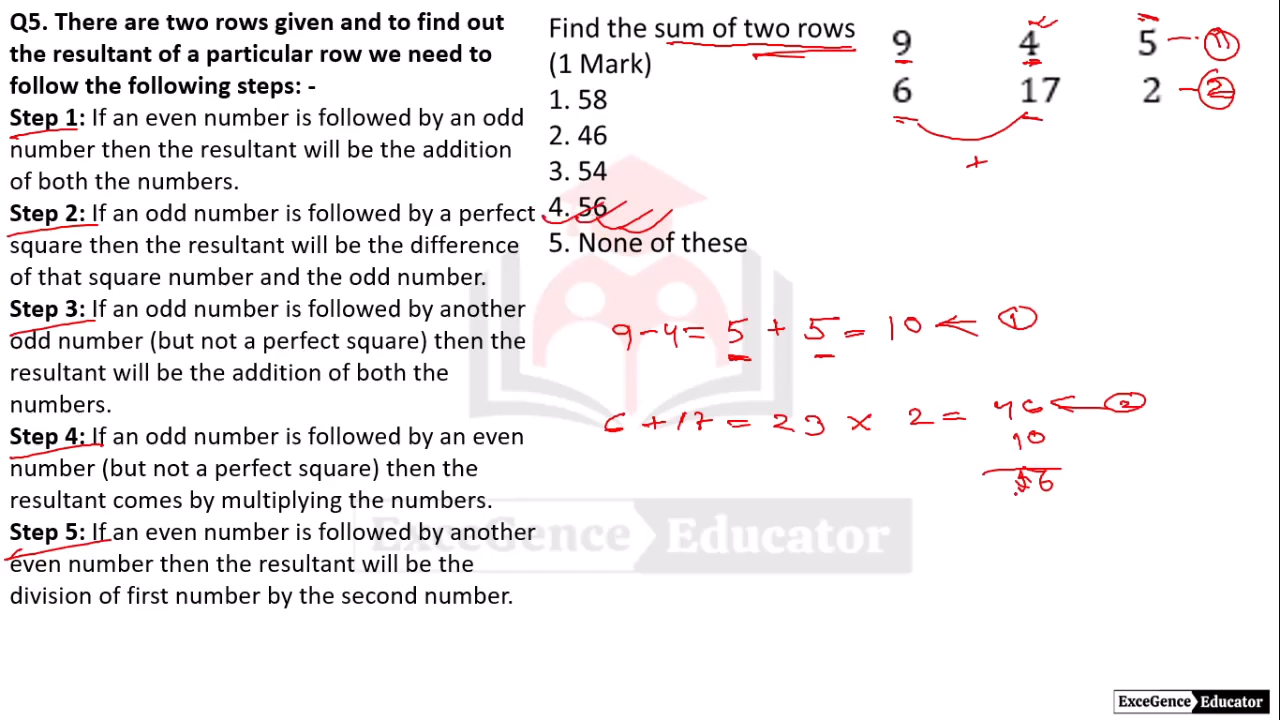 Q5. There are two rows given and to find out
the resultant of a particular row we need to
follow the following steps: -
Step 1: If an even number is followed by an odd
number then the resultant will be the addition
of both the numbers.
Step 2: If an odd number is followed by a perfect
square then the resultant will be the difference
of that square number and the odd number.
Step 3: If an odd number is followed by another
odd number (but not a perfect square) then the
resultant will be the addition of both the
numbers.
Step 4: If an odd number is followed by an even
number (but not a perfect square) then the
resultant comes by multiplying the numbers.
Step 5: If an even number is followed by another
even number then the resultant will be the
division of first number by the second number.
Find the sum of two rows
(1 Mark)
1. 58
2. 46
3. 54
4. 56
5. None of these
9 4 5 1
6 17 2 2
+
9 - 4 = 5 + 5 = 10 ← 1
6 + 17 = 23 × 2 = 46 ← 2
10
56
ExceGence Educator
ExceGence Educator